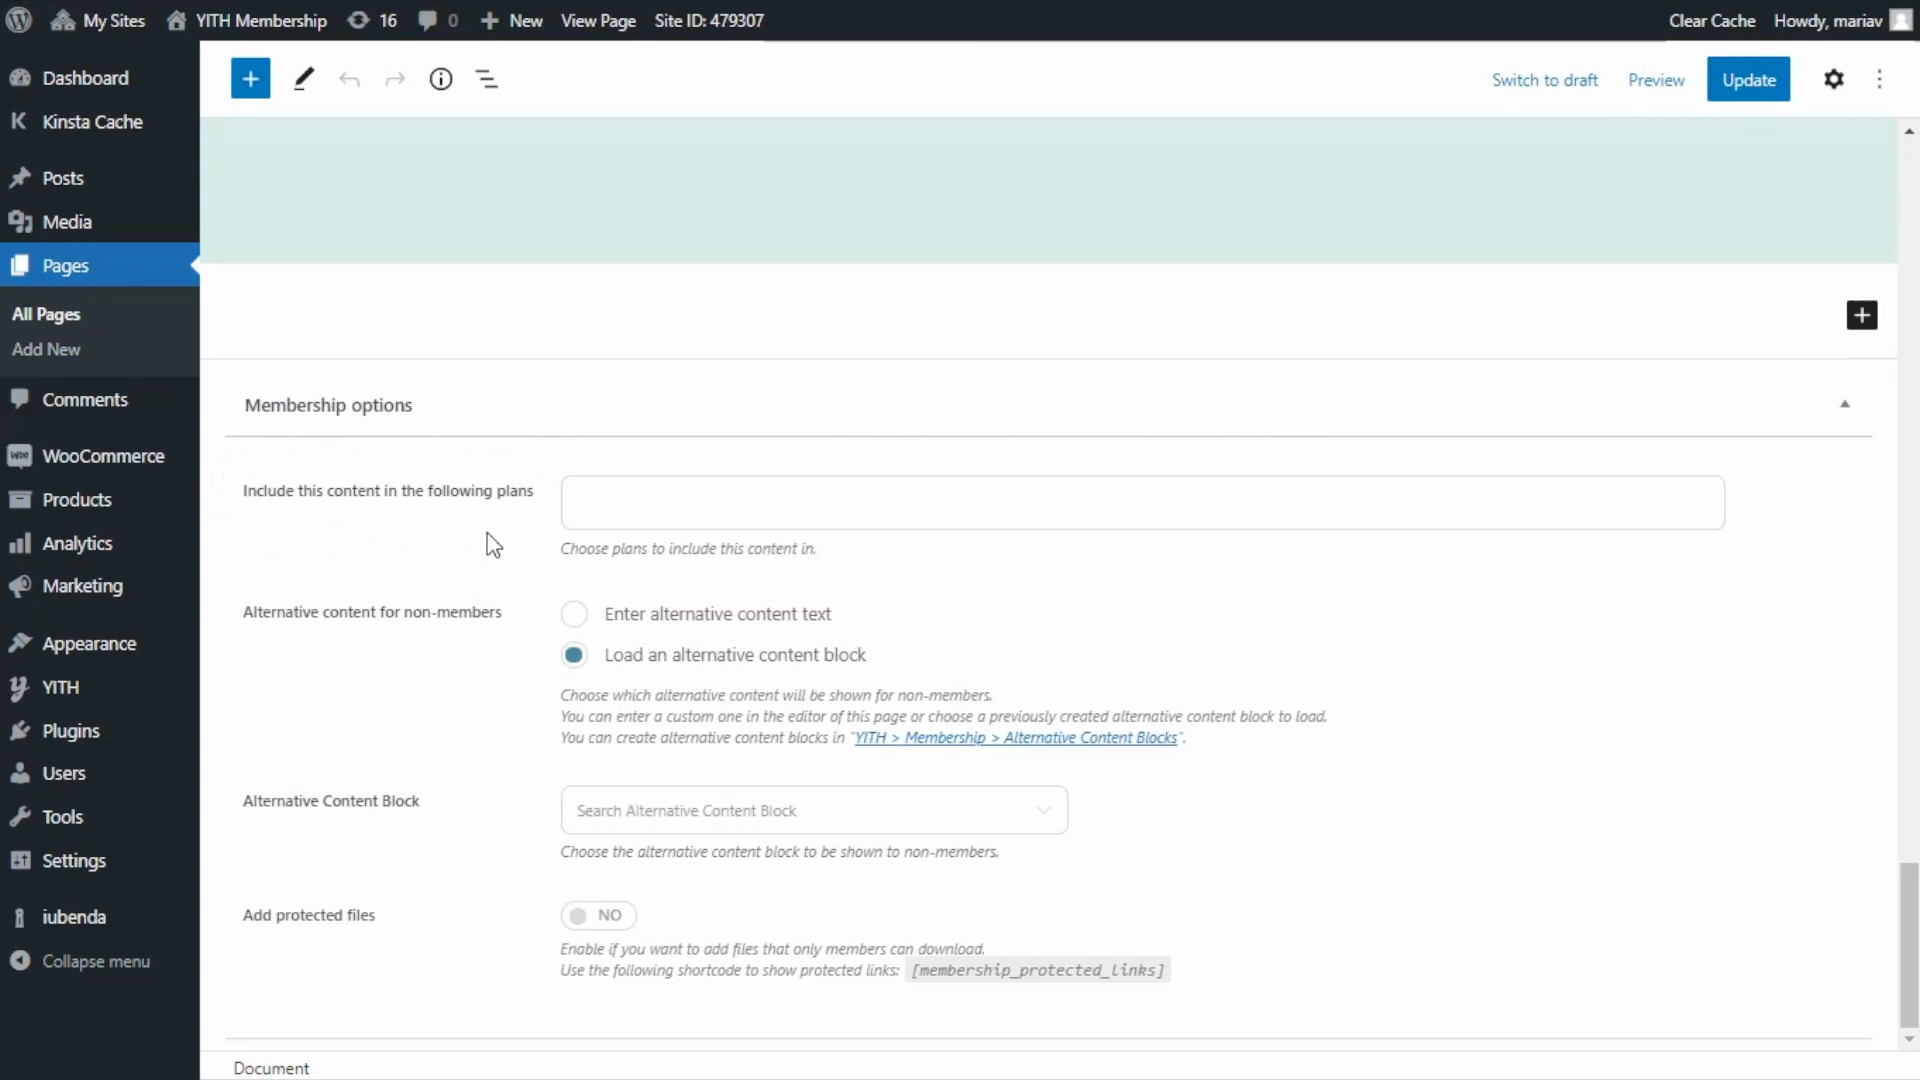 My Sites YITH Membership 16 0 New View Page Site ID: 479307 Clear Cache Howdy, mariav
Dashboard
Kinsta Cache
Posts
Media
Pages
All Pages
Add New
Comments
WooCommerce
Products
Analytics
Marketing
Appearance
YITH
Plugins
Users
Tools
Settings
iubenda
Collapse menu
Switch to draft Preview Update
Membership options
Include this content in the following plans
Choose plans to include this content in.
Alternative content for non-members
Enter alternative content text
Load an alternative content block
Choose which alternative content will be shown for non-members.
You can enter a custom one in the editor of this page or choose a previously created alternative content block to load.
You can create alternative content blocks in "YITH > Membership > Alternative Content Blocks".
Alternative Content Block
Search Alternative Content Block
Choose the alternative content block to be shown to non-members.
Add protected files
NO
Enable if you want to add files that only members can download.
Use the following shortcode to show protected links: [membership_protected_links]
Document